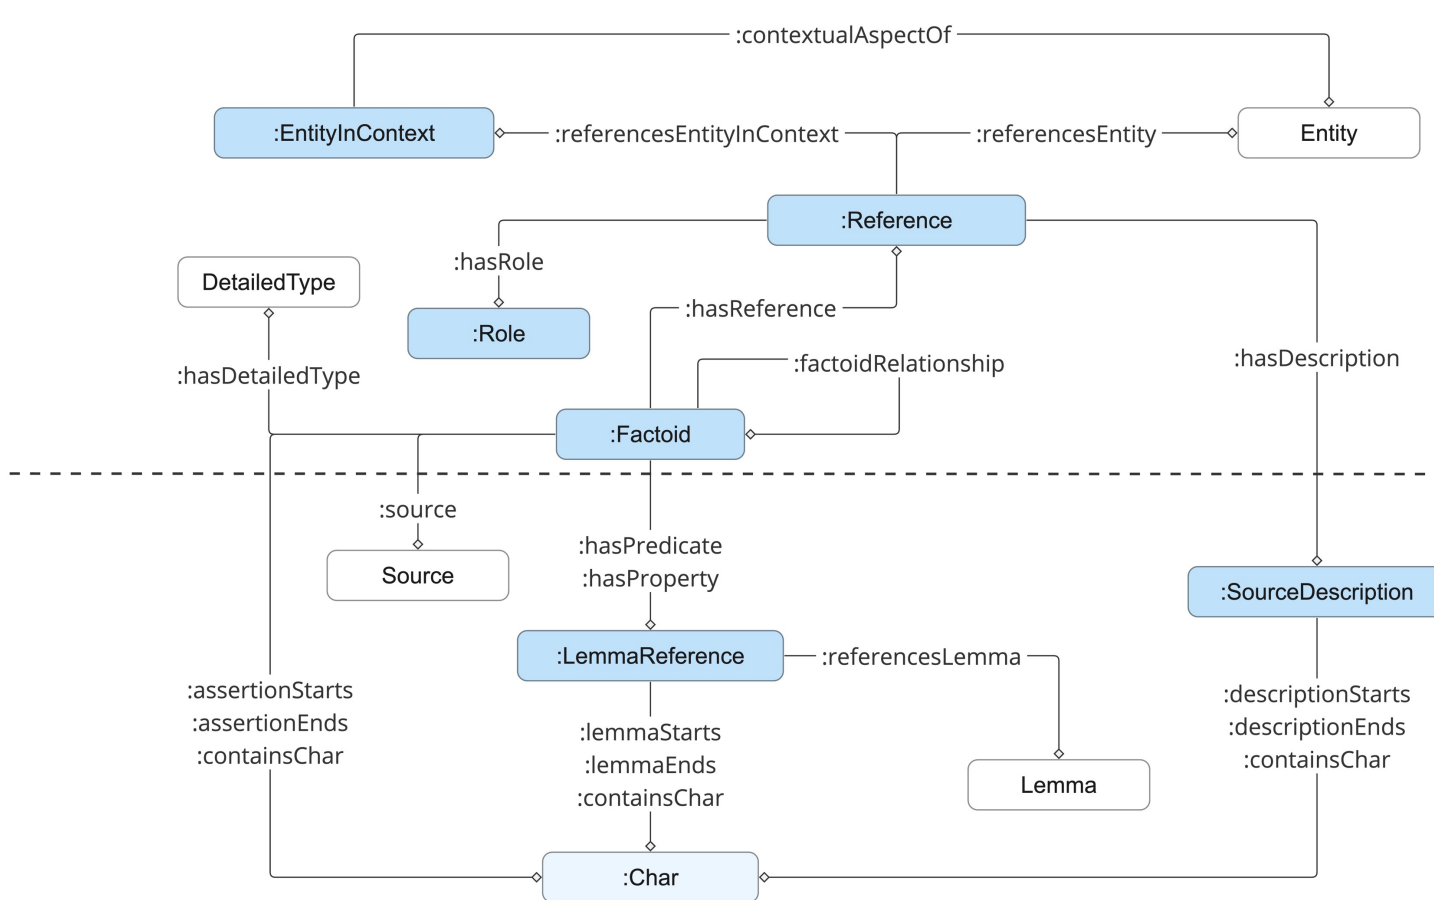 :contextualAspectOf
:EntityInContext
:referencesEntityInContext
:referencesEntity
Entity
:Reference
:hasRole
DetailedType
:hasReference
:Role
:hasDescription
:factoidRelationship
:hasDetailedType
:Factoid
:source
:hasPredicate
:hasProperty
Source
:SourceDescription
:LemmaReference
:referencesLemma
:assertionStarts
:assertionEnds
:containsChar
:lemmaStarts
:lemmaEnds
:containsChar
:descriptionStarts
:descriptionEnds
:containsChar
Lemma
:Char